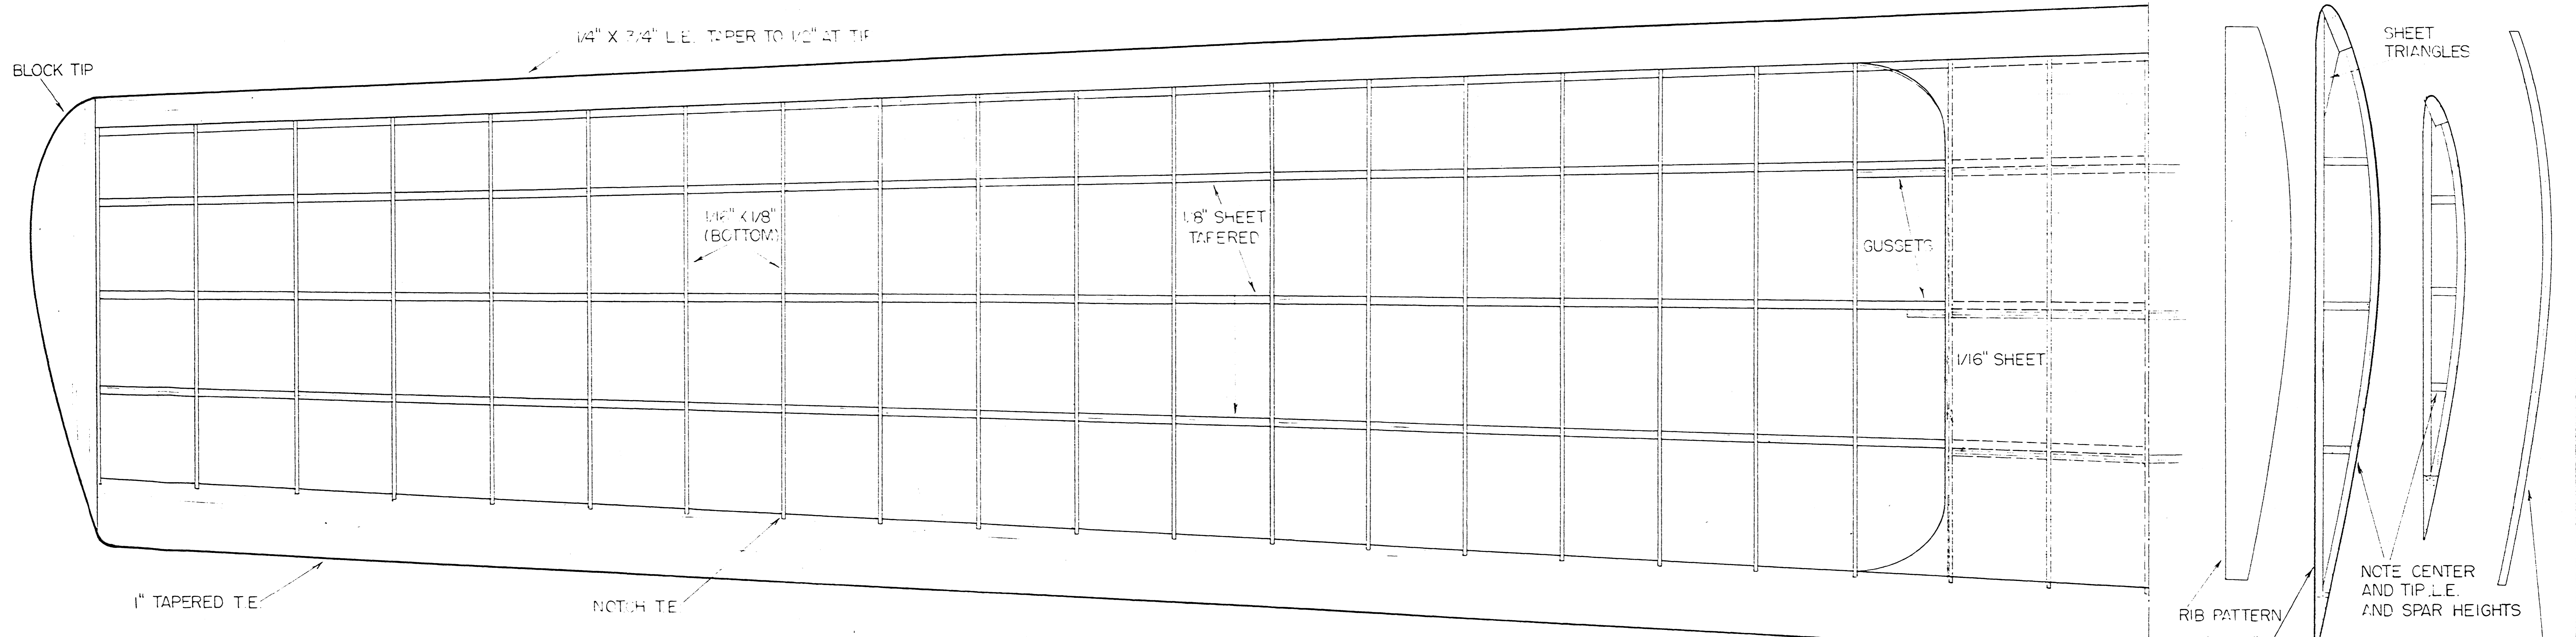 1/4" X 3/4" L.E. TAPER TO 1/2" AT TIP
BLOCK TIP
1/16" X 1/8"
(BOTTOM)
1/8" SHEET
TAPERED
GUSSETS
1/16" SHEET
1" TAPERED T.E.
NOTCH T.E.
SHEET
TRIANGLES
RIB PATTERN
NOTE CENTER
AND TIP L.E.
AND SPAR HEIGHTS